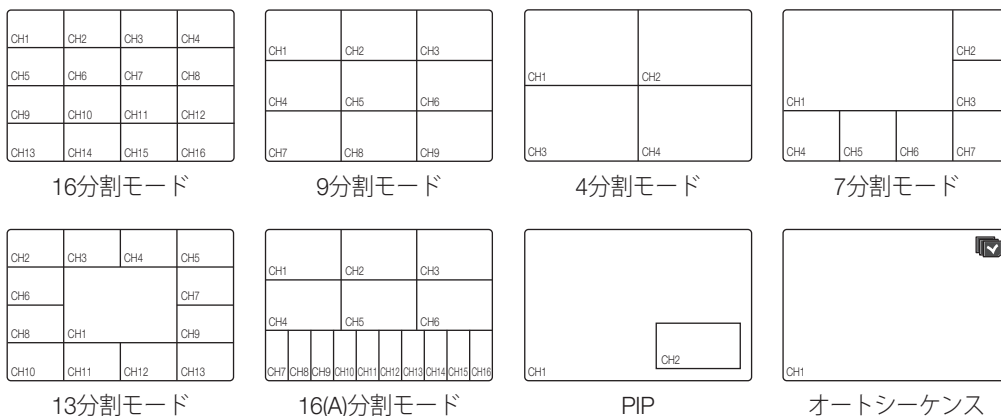 CH1 CH2 CH3 CH4
CH5 CH6 CH7 CH8
CH9 CH10 CH11 CH12
CH13 CH14 CH15 CH16
16分割モード
CH1 CH2 CH3
CH4 CH5 CH6
CH7 CH8 CH9
9分割モード
CH1 CH2
CH3 CH4
4分割モード
CH2
CH1 CH3
CH4 CH5 CH6 CH7
7分割モード
CH2 CH3 CH4 CH5
CH6 CH7
CH8 CH1 CH9
CH10 CH11 CH12 CH13
13分割モード
CH1 CH2 CH3
CH4 CH5 CH6
CH7 CH8 CH9 CH10 CH11 CH12 CH13 CH14 CH15 CH16
16(A)分割モード
CH2
CH1
PIP
CH1
オートシーケンス